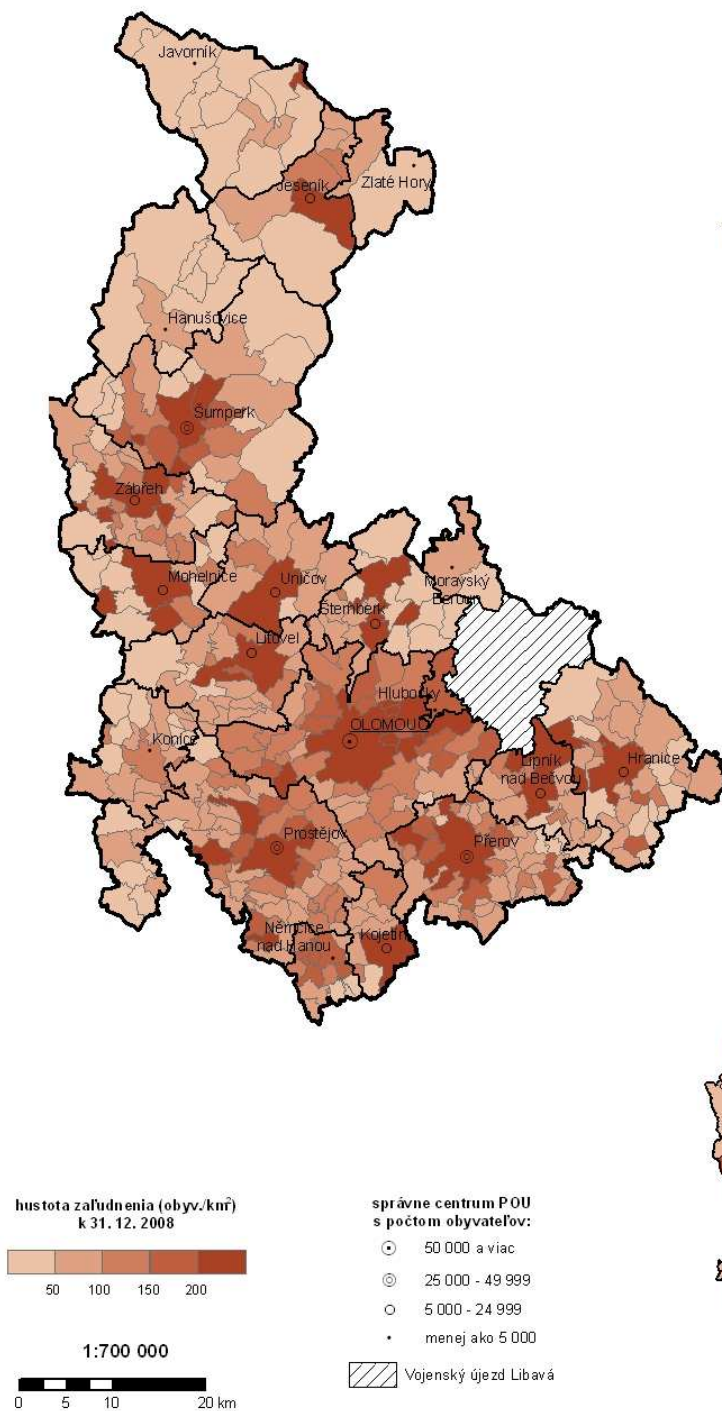 Javorník
Jeseník
Zlaté Hory
Hanušovice
Šumperk
Zábřeh
Mohelnice
Uničov
Šternberk
Moravský
Beroun
Litovel
Hlubočky
OLOMOUC
Konice
Lipník
nad Bečvou
Hranice
Prostějov
Přerov
Němčice
nad Hanou
Kojetín
hustota zaľudnenia (obyv./km²)
k 31. 12. 2008
50 100 150 200
1:700 000
0 5 10 20 km
správne centrum POU
s počtom obyvateľov:
50 000 a viac
25 000 - 49 999
5 000 - 24 999
menej ako 5 000
Vojenský újezd Libavá